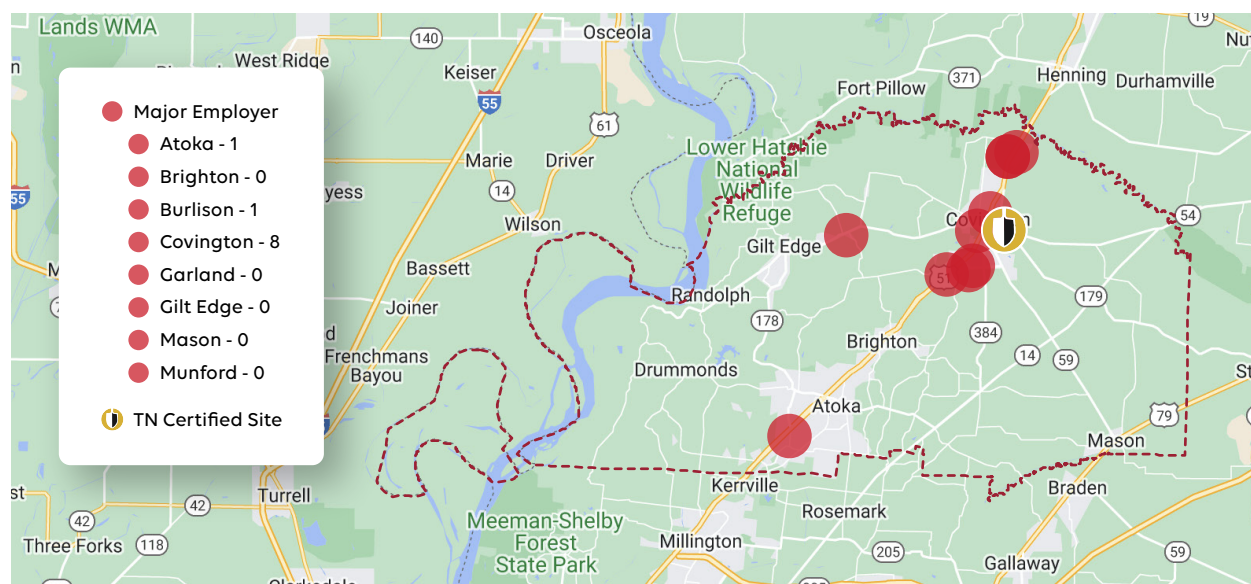 Lands WMA
West Ridge
140
Osceola
19
Keiser
55
61
Fort Pillow
371
Henning
Durhamville
Major Employer
Atoka - 1
Brighton - 0
Burlison - 1
Covington - 8
Garland - 0
Gilt Edge - 0
Mason - 0
Munford - 0
TN Certified Site
55
Marie
Driver
14
Wilson
Bassett
Joiner
Frenchmans
Bayou
Lower Hatchie
National
Wildlife
Refuge
54
Gilt Edge
51
Randolph
178
179
384
Brighton
14
59
Drummonds
Atoka
79
Mason
Kerrville
Braden
Rosemark
Turrell
42
42
Three Forks
118
Meeman-Shelby
Forest
State Park
Millington
205
59
Gallaway